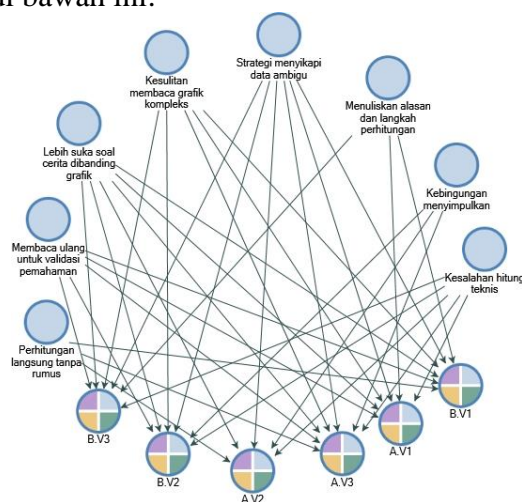 di bawah ini:
Strategi menyikapi
data ambigu
Kesulitan
membaca grafik
kompleks
Menuliskan alasan
dan langkah
perhitungan
Lebih suka soal
cerita dibanding
grafik
Kebingungan
menyimpulkan
Membaca ulang
untuk validasi
pemahaman
Kesalahan hitung
teknis
Perhitungan
langsung tanpa
rumus
B.V3
B.V2
A.V2
A.V3
A.V1
B.V1